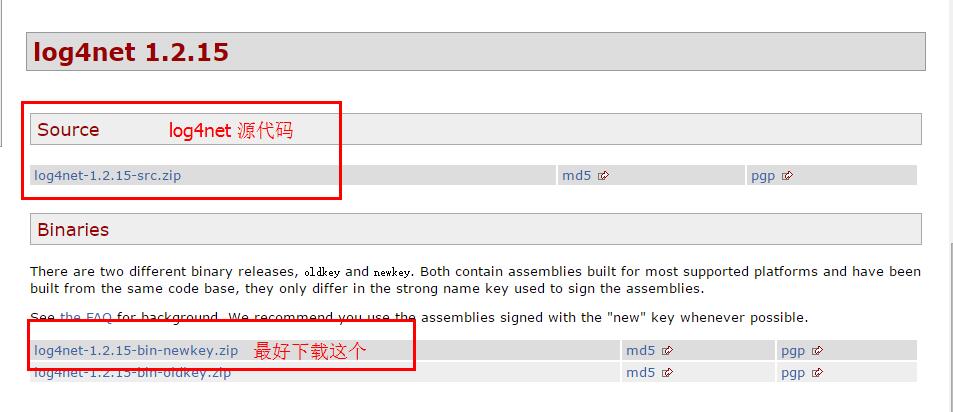 log4net 1.2.15
Source log4net 源代码
log4net-1.2.15-src.zip md5 pgp
Binaries
There are two different binary releases, oldkey and newkey. Both contain assemblies built for most supported platforms and have been
built from the same code base, they only differ in the strong name key used to sign the assemblies.
See the FAQ for background. We recommend you use the assemblies signed with the "new" key whenever possible.
log4net-1.2.15-bin-newkey.zip 最好下载这个 md5 pgp
log4net-1.2.15-bin-oldkey.zip md5 pgp